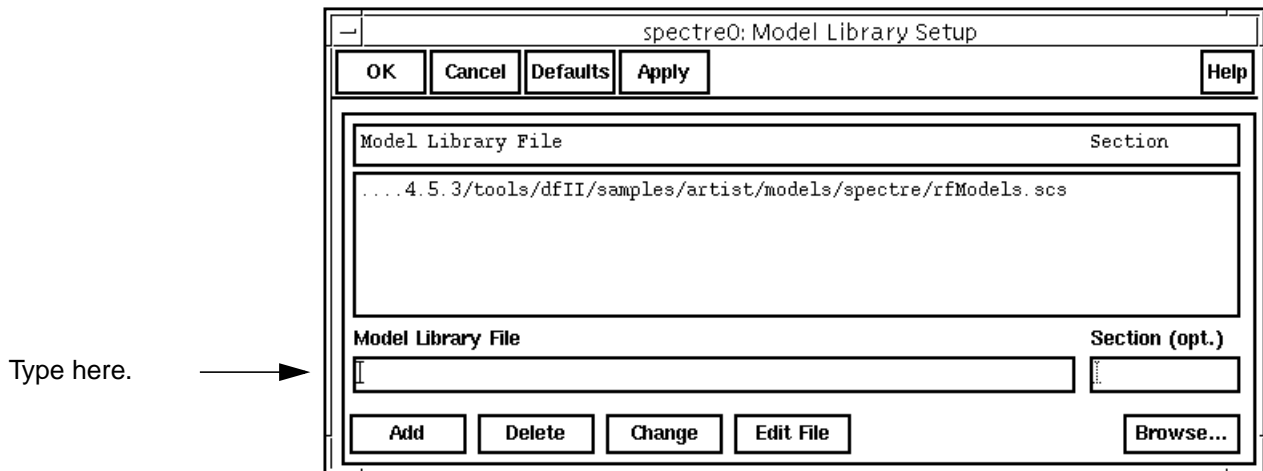 spectre0: Model Library Setup
OK Cancel Defaults Apply Help
Model Library File Section
....4.5.3/tools/dfII/samples/artist/models/spectre/rfModels.scs
Model Library File Section (opt.)
Type here.
Add Delete Change Edit File Browse...